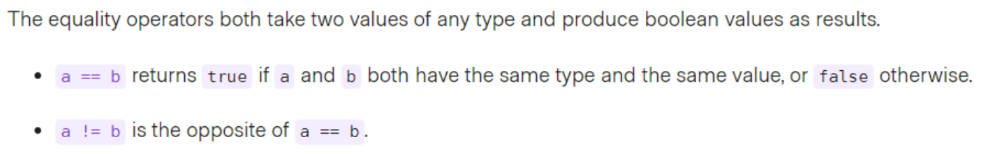 The equality operators both take two values of any type and produce boolean values as results.
• a == b returns true if a and b both have the same type and the same value, or false otherwise.
• a != b is the opposite of a == b.